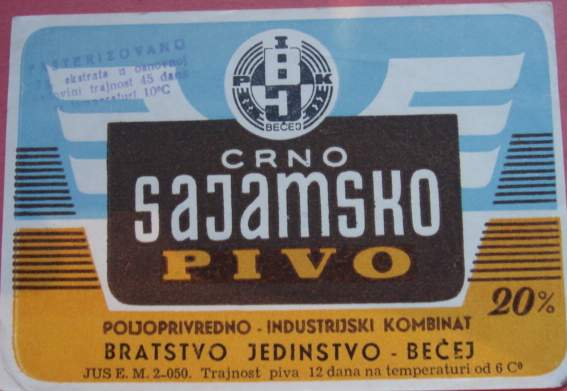 PASTERIZOVANO
ekstrata u osnovnoj
trajnost 45 dana
10°C
I
P B K
J
BEČEJ
CRNO
SAJAMSKO
PIVO
20%
POLJOPRIVREDNO - INDUSTRIJSKI KOMBINAT
BRATSTVO JEDINSTVO - BEČEJ
JUS E. M. 2-050. Trajnost piva 12 dana na temperaturi od 6 C⁰